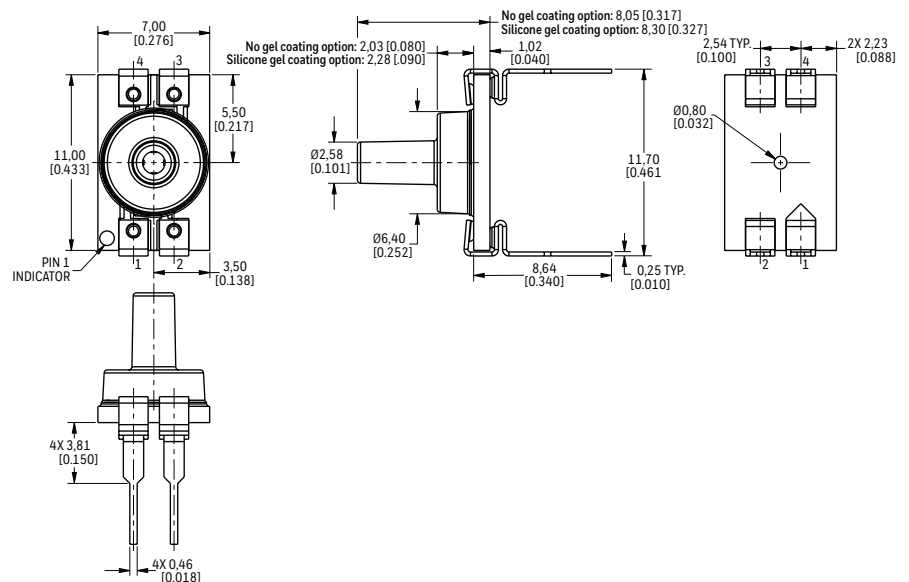 7,00
[0.276]
4
3
5,50
[0.217]
11,00
[0.433]
PIN 1
INDICATOR
1
2
3,50
[0.138]
No gel coating option: 8,05 [0.317]
Silicone gel coating option: 8,30 [0.327]
No gel coating option: 2,03 [0.080]
Silicone gel coating option: 2,28 [.090]
1,02
[0.040]
Ø2,58
[0.101]
Ø6,40
[0.252]
11,70
[0.461
8,64
[0.340]
0,25 TYP.
[0.010]
2,54 TYP.
[0.100]
2X 2,23
[0.088]
3
4
Ø0,80
[0.032]
2
1
4X 3,81
[0.150]
4X 0,46
[0.018]